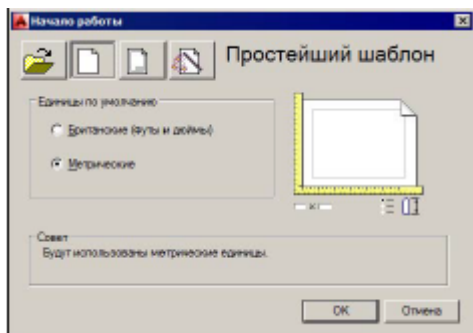 Начало работы
Простейший шаблон
Единицы по умолчанию
Британские (футы и дюймы)
Метрические
Совет
Будут использованы метрические единицы.
OK
Отмена